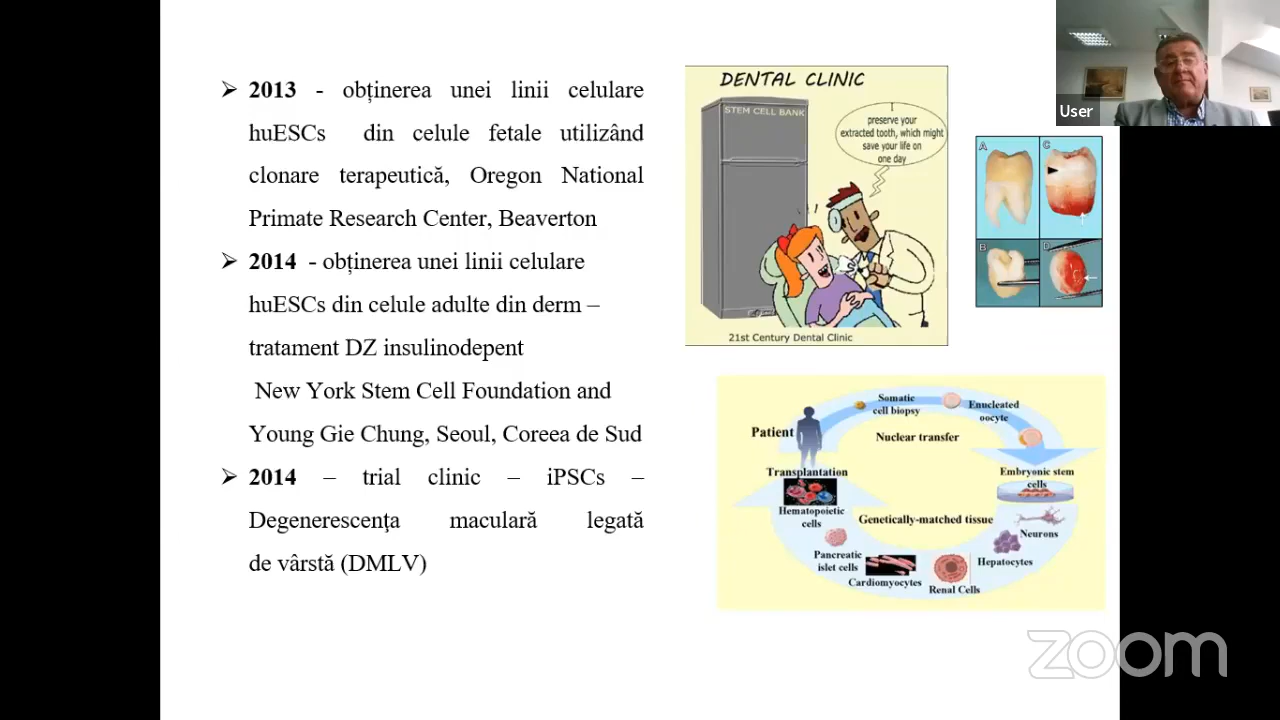 ➢ 2013 - obținerea unei linii celulare
huESCs din celule fetale utilizând
clonare terapeutică, Oregon National
Primate Research Center, Beaverton
➢ 2014 - obținerea unei linii celulare
huESCs din celule adulte din derm –
tratament DZ insulinodepent
New York Stem Cell Foundation and
Young Gie Chung, Seoul, Coreea de Sud
➢ 2014 – trial clinic – iPSCs –
Degenerescenţa maculară legată
de vârstă (DMLV)
DENTAL CLINIC
STEM CELL BANK
I
preserve your
extracted tooth, which might
save your life on
one day
21st Century Dental Clinic
User
A
C
B
D
Somatic
cell biopsy
Enucleated
oocyte
Patient
Nuclear transfer
Transplantation
Embryonic stem
cells
Hematopoietic
cells
Genetically-matched tissue
Neurons
Pancreatic
islet cells
Hepatocytes
Cardiomyocytes
Renal Cells
zoom